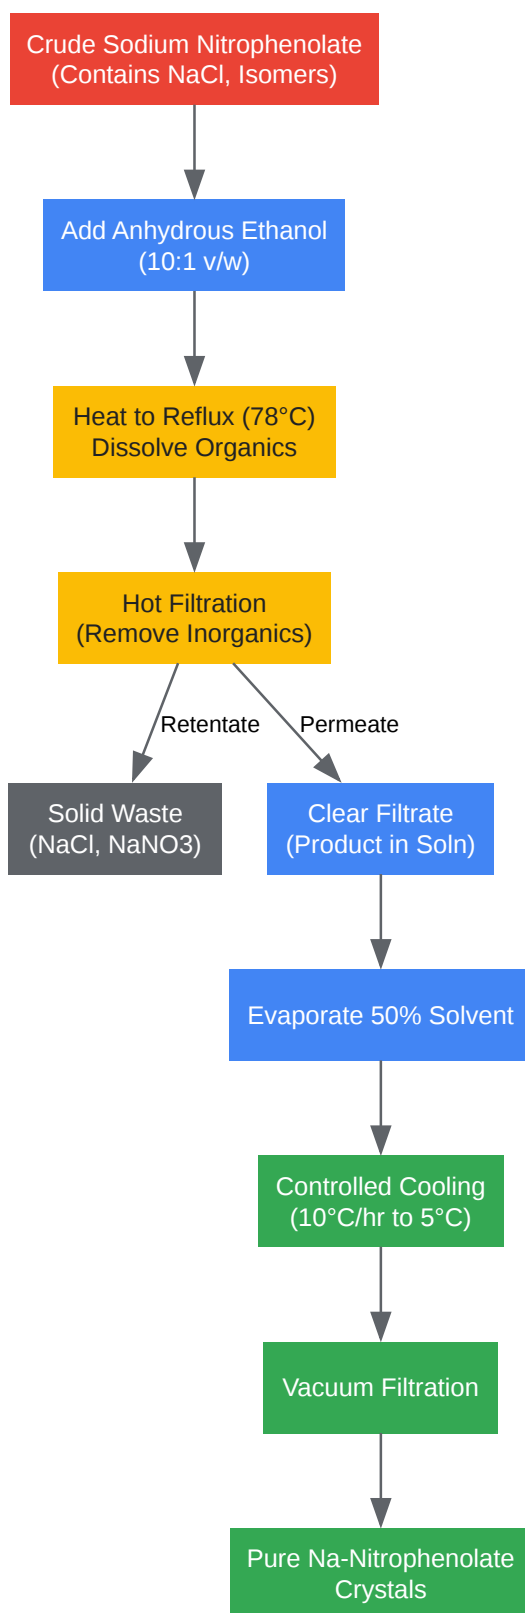 Crude Sodium Nitrophenolate
(Contains NaCl, Isomers)
Add Anhydrous Ethanol
(10:1 v/w)
Heat to Reflux (78°C)
Dissolve Organics
Hot Filtration
(Remove Inorganics)
Retentate
Permeate
Solid Waste
(NaCl, NaNO3)
Clear Filtrate
(Product in Soln)
Evaporate 50% Solvent
Controlled Cooling
(10°C/hr to 5°C)
Vacuum Filtration
Pure Na-Nitrophenolate
Crystals